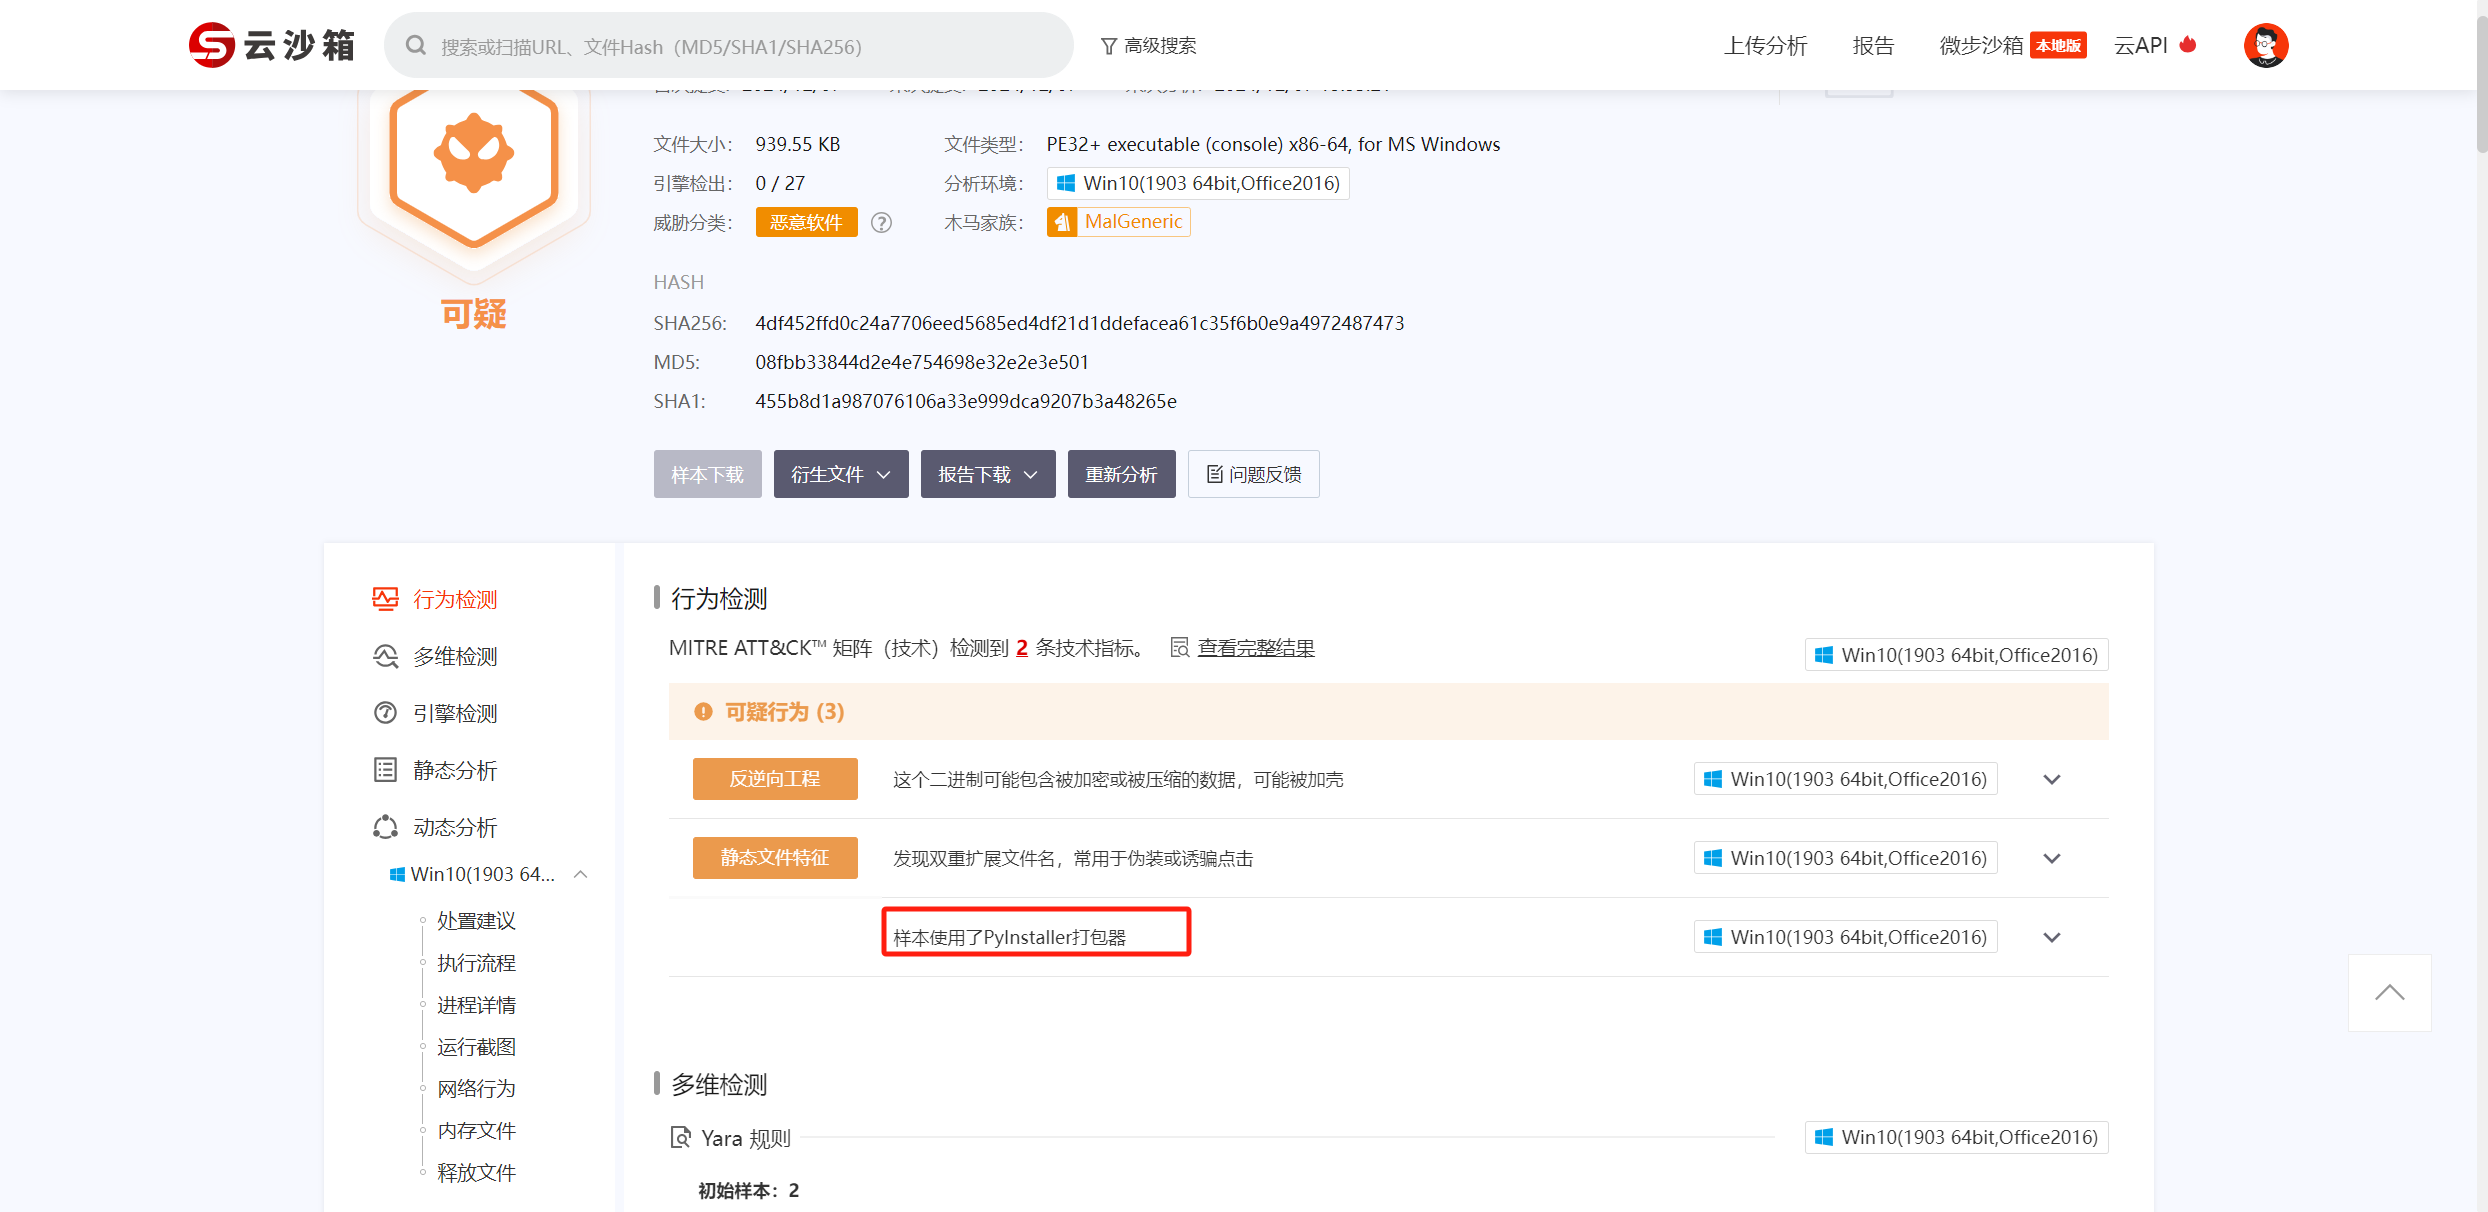 云沙箱
搜索或扫描URL、文件Hash（MD5/SHA1/SHA256）
高级搜索
上传分析
报告
微步沙箱 本地版
云API
文件大小： 939.55 KB 文件类型： PE32+ executable (console) x86-64, for MS Windows
引擎检出： 0 / 27 分析环境： Win10(1903 64bit,Office2016)
威胁分类： 恶意软件 ? 木马家族： MalGeneric
可疑
HASH
SHA256: 4df452ffd0c24a7706eed5685ed4df21d1ddefacea61c35f6b0e9a4972487473
MD5: 08fbb33844d2e4e754698e32e2e3e501
SHA1: 455b8d1a987076106a33e999dca9207b3a48265e
样本下载 衍生文件 报告下载 重新分析 问题反馈
行为检测
多维检测
引擎检测
静态分析
动态分析
Win10(1903 64...
处置建议
执行流程
进程详情
运行截图
网络行为
内存文件
释放文件
行为检测
MITRE ATT&CK™ 矩阵（技术）检测到 2 条技术指标。 查看完整结果
Win10(1903 64bit,Office2016)
可疑行为 (3)
反逆向工程 这个二进制可能包含被加密或被压缩的数据，可能被加壳 Win10(1903 64bit,Office2016)
静态文件特征 发现双重扩展文件名，常用于伪装或诱骗点击 Win10(1903 64bit,Office2016)
样本使用了PyInstaller打包器 Win10(1903 64bit,Office2016)
多维检测
Yara 规则 Win10(1903 64bit,Office2016)
初始样本：2